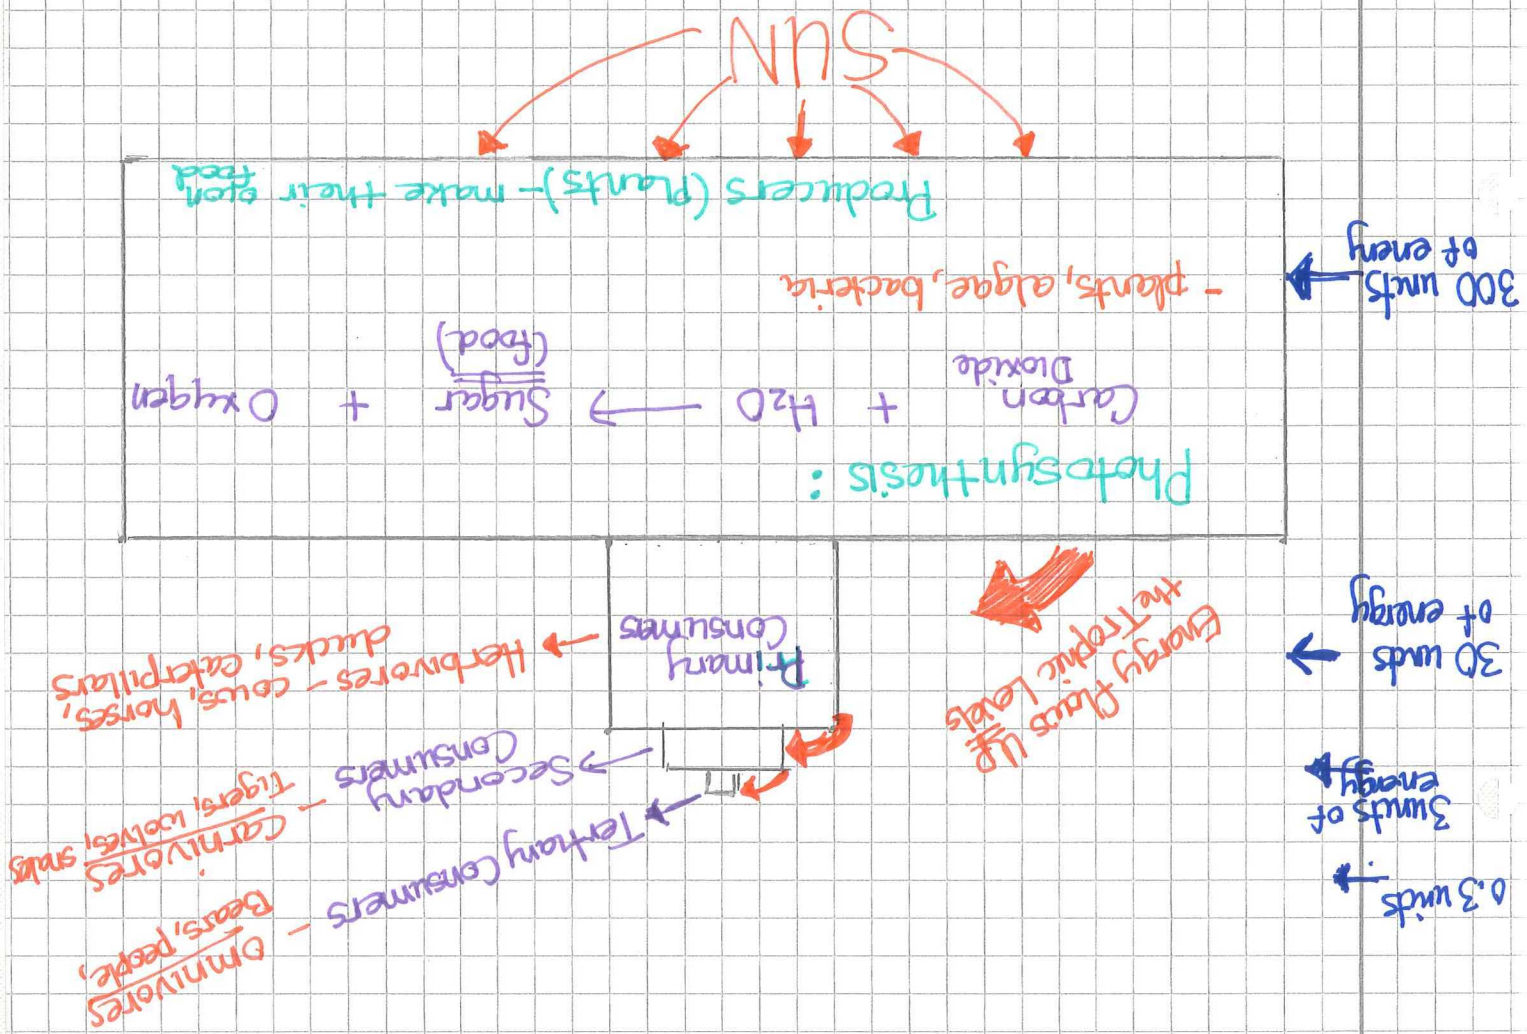 0.3 units
Tertiary Consumers - omnivores
Bears, people,
3 units of
energy
Secondary
Consumers - carnivores
Tigers, wolves, snakes
Energy flows UP
the Trophic Levels
30 units
of energy
Primary
Consumers
Herbivores - cows, horses,
ducks, caterpillars
Photosynthesis:
Carbon
Dioxide + H2O → Sugar
(food) + Oxygen
- plants, algae, bacteria
300 units
of enery
Producers (Plants) - make their own
food
SUN